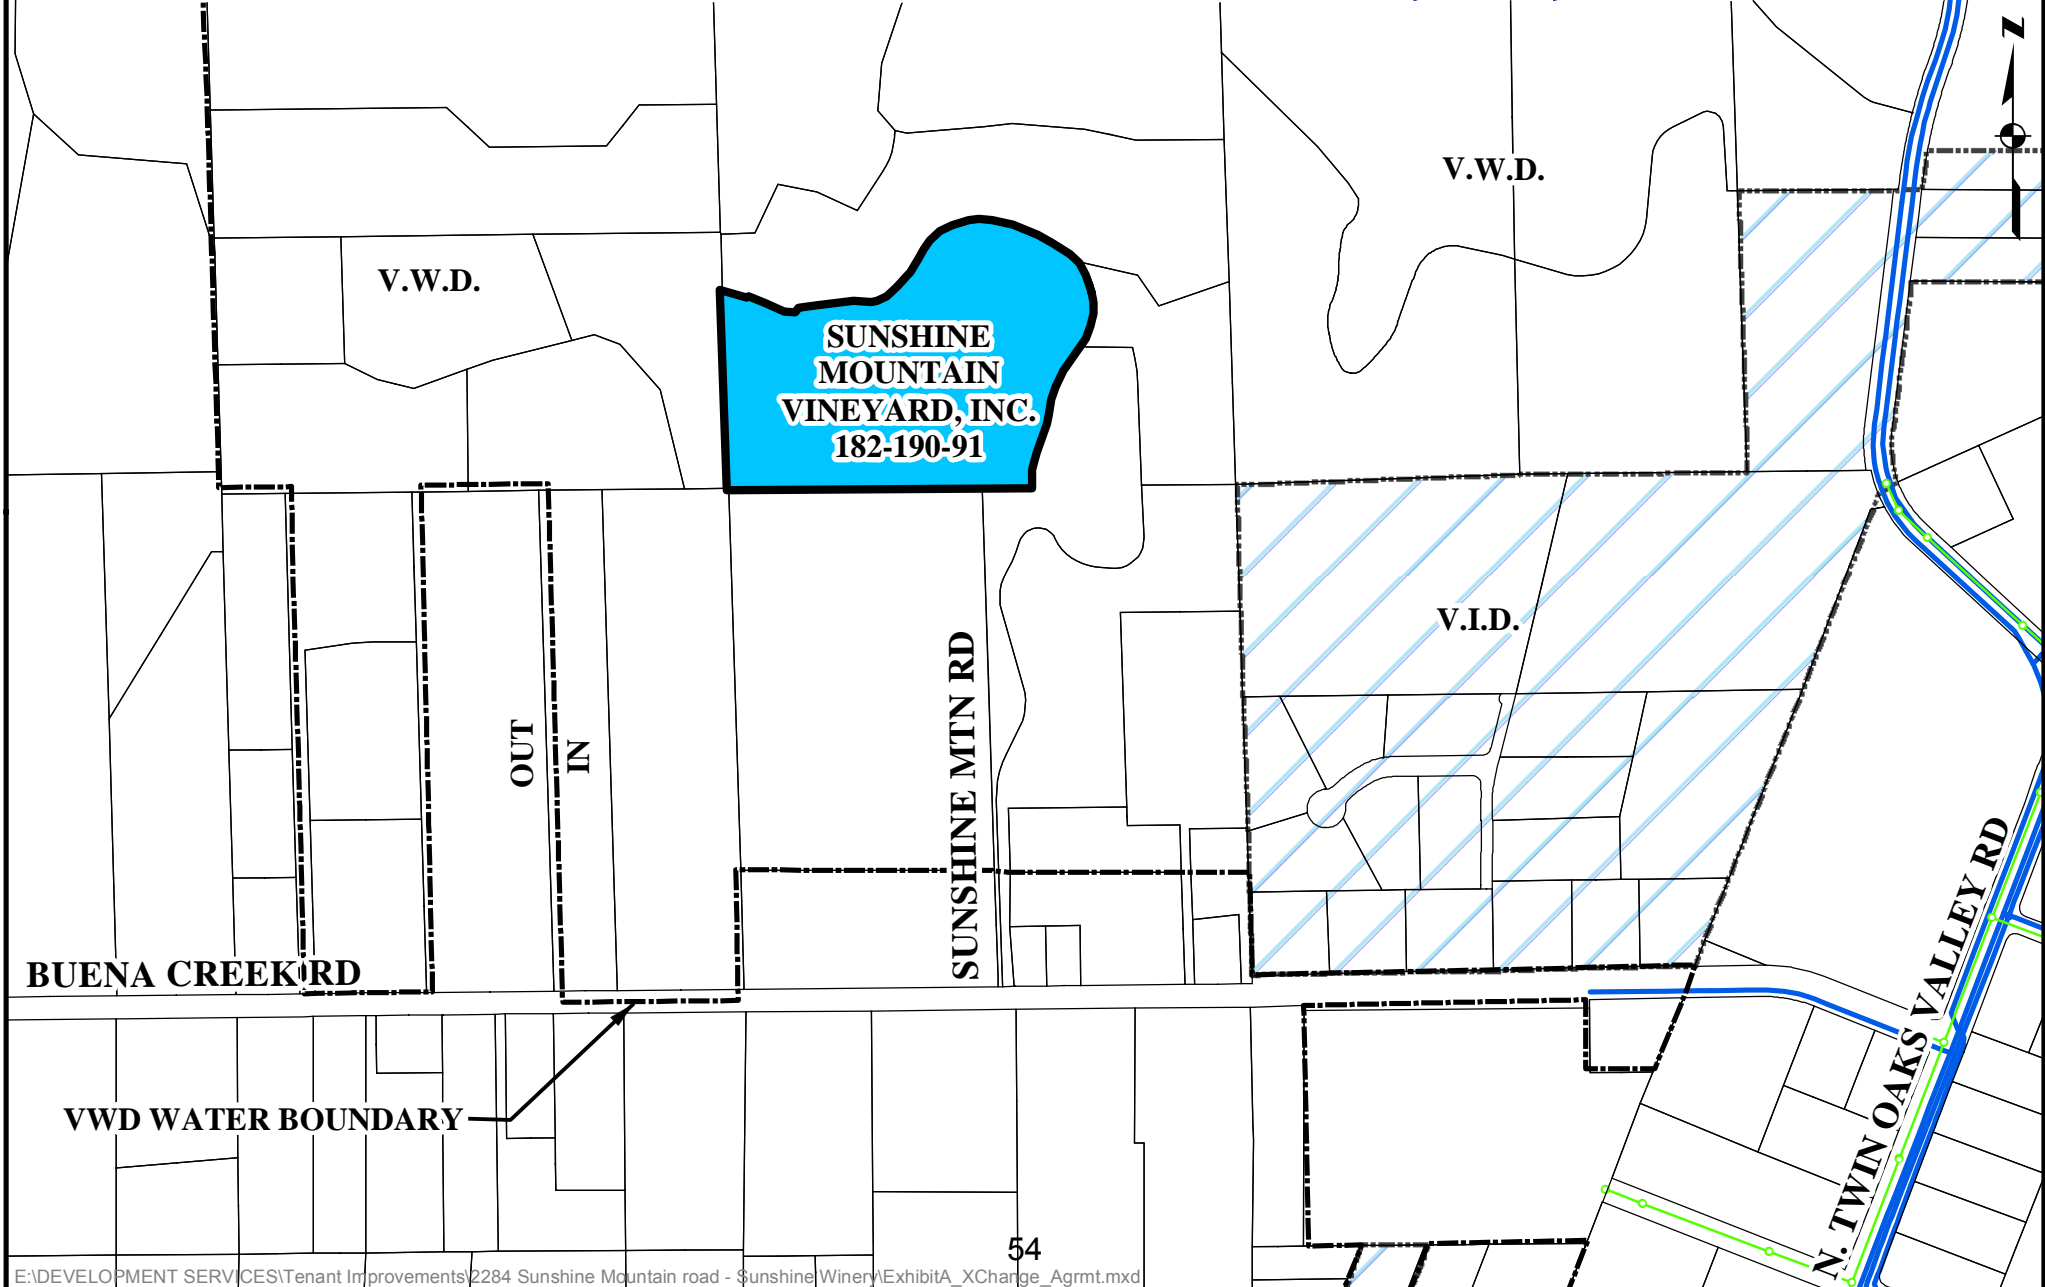 Z
V.W.D.
V.W.D.
SUNSHINE
MOUNTAIN
VINEYARD, INC.
182-190-91
V.I.D.
OUT
IN
SUNSHINE MTN RD
BUENA CREEK RD
N. TWIN OAKS VALLEY RD
VWD WATER BOUNDARY
54
E:\DEVELOPMENT SERVICES\Tenant Improvements\2284 Sunshine Mountain road - Sunshine Winery\ExhibitA_XChange_Agrmt.mxd